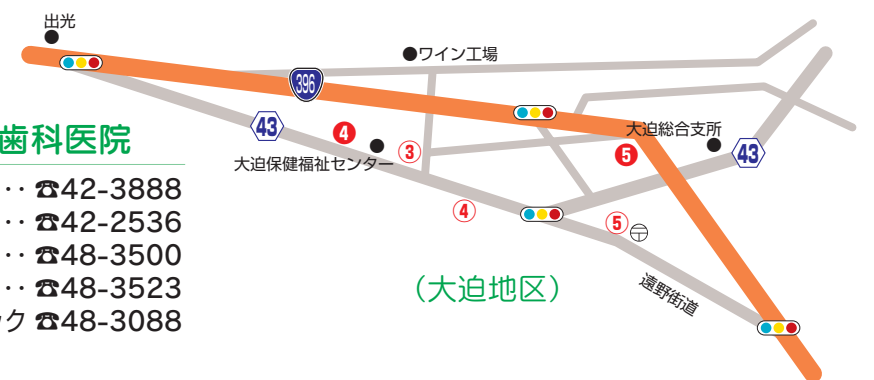 出光
●ワイン工場
396
歯科医院
43
❹
大迫総合支所
大迫保健福祉センター
③
❺
43
‥ ☎42-3888
‥ ☎42-2536
④
⑤
〒
‥ ☎48-3500
‥ ☎48-3523
（大迫地区）
遠野街道
ク ☎48-3088